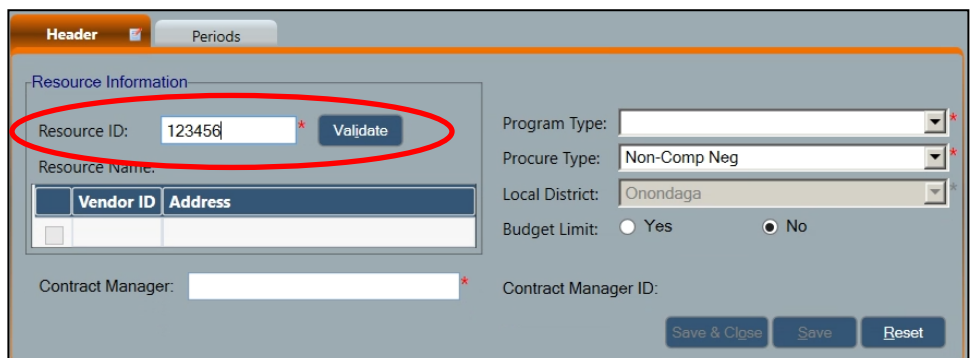 Header Periods
Resource Information
Resource ID: 123456 * Validate
Resource Name:
Vendor ID Address
Contract Manager: *
Program Type: *
Procure Type: Non-Comp Neg *
Local District: Onondaga *
Budget Limit: Yes No
Contract Manager ID:
Save & Close Save Reset